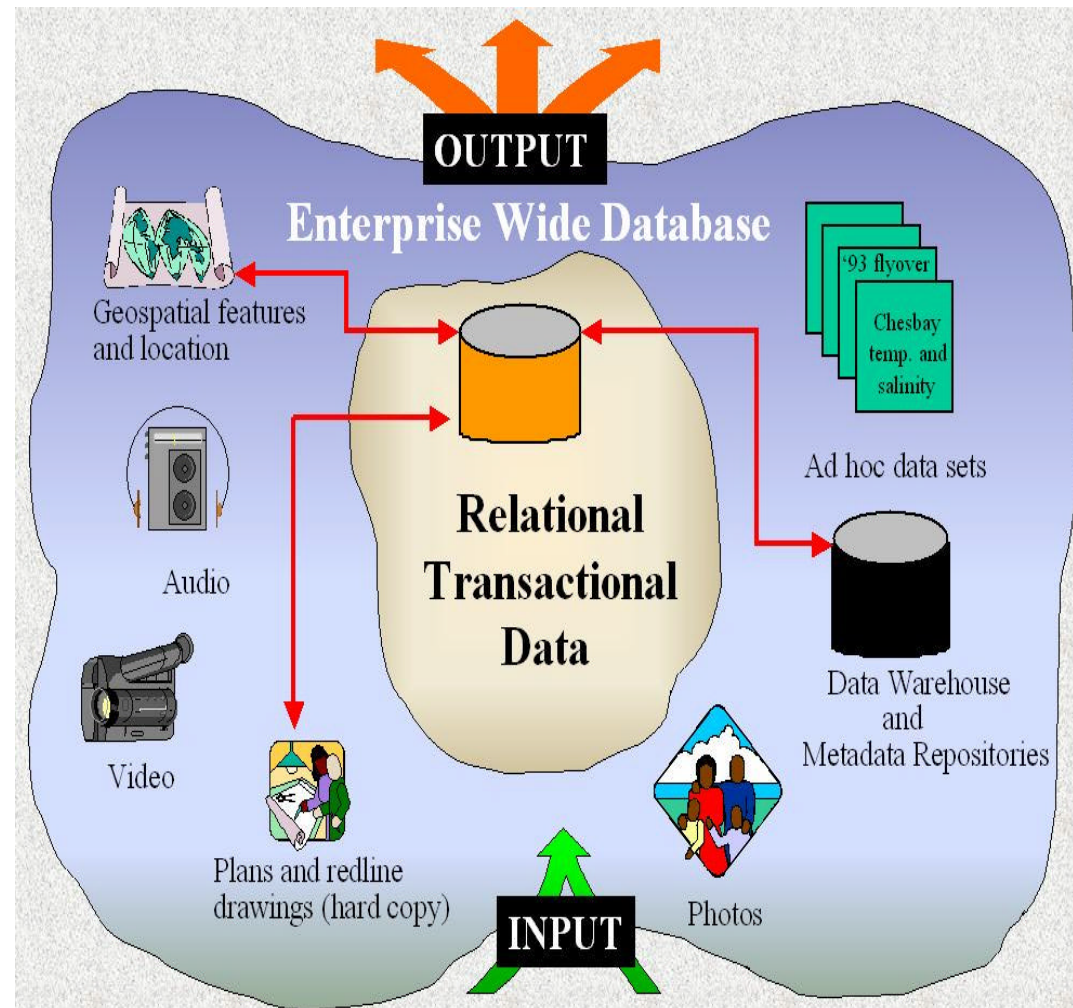 OUTPUT
Enterprise Wide Database
Geospatial features
and location
‘93 flyover
Chesbay
temp. and
salinity
Ad hoc data sets
Audio
Relational
Transactional
Data
Data Warehouse
and
Metadata Repositories
Video
Plans and redline
drawings (hard copy)
Photos
INPUT